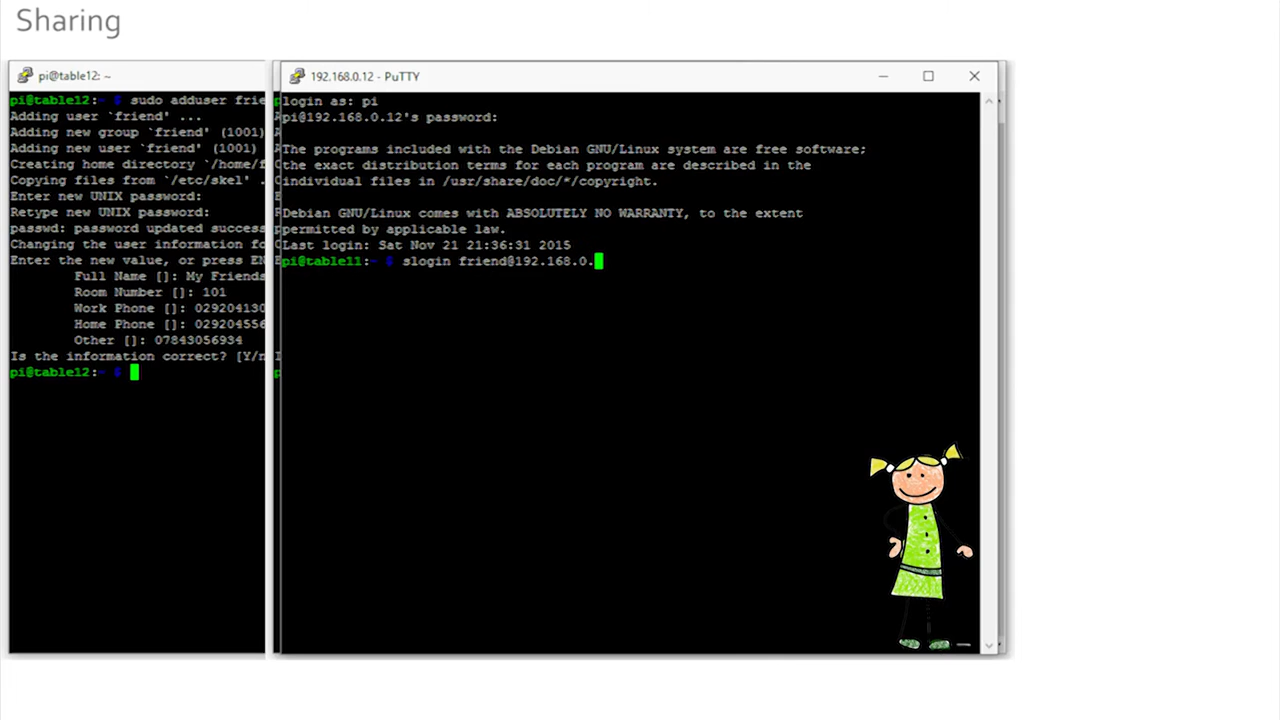 Sharing
pi@table12: ~
pi@table12:~ $ sudo adduser frie
Adding user `friend' ...
Adding new group `friend' (1001)
Adding new user `friend' (1001)
Creating home directory `/home/f
Copying files from `/etc/skel' .
Enter new UNIX password:
Retype new UNIX password:
passwd: password updated success
Changing the user information fo
Enter the new value, or press EN
Full Name []: My Friends
Room Number []: 101
Work Phone []: 029204130
Home Phone []: 029204556
Other []: 07843056934
Is the information correct? [Y/n
pi@table12:~ $
192.168.0.12 - PuTTY
login as: pi
pi@192.168.0.12's password:
The programs included with the Debian GNU/Linux system are free software;
the exact distribution terms for each program are described in the
individual files in /usr/share/doc/*/copyright.
Debian GNU/Linux comes with ABSOLUTELY NO WARRANTY, to the extent
permitted by applicable law.
Last login: Sat Nov 21 21:36:31 2015
pi@table11:~ $ slogin friend@192.168.0.